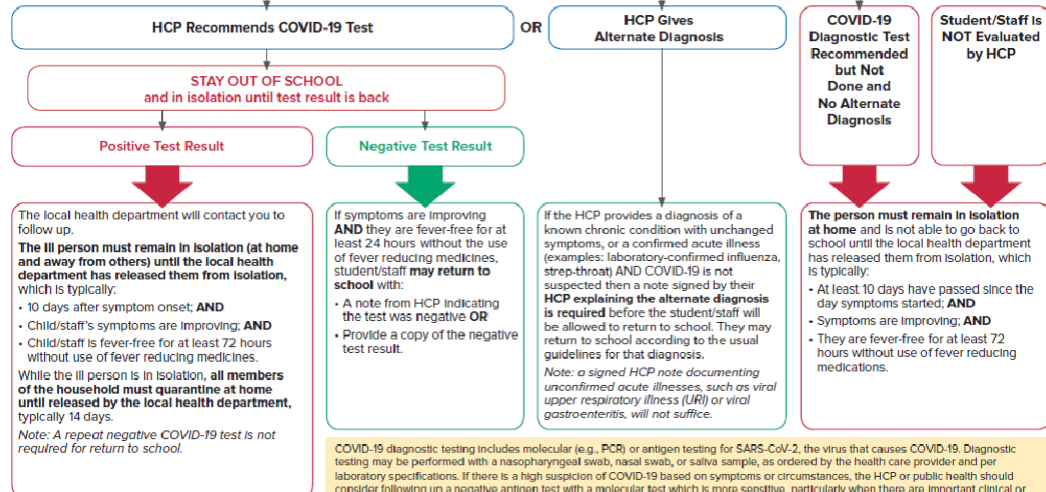 HCP Recommends COVID-19 Test
OR
HCP Gives
Alternate Diagnosis
COVID-19
Diagnostic Test
Recommended
but Not
Done and
No Alternate
Diagnosis
Student/Staff is
NOT Evaluated
by HCP
STAY OUT OF SCHOOL
and in isolation until test result is back
Positive Test Result
Negative Test Result
The local health department will contact you to
follow up.
The ill person must remain in isolation (at home
and away from others) until the local health
department has released them from isolation,
which is typically:
• 10 days after symptom onset; AND
• Child/staff's symptoms are improving; AND
• Child/staff is fever-free for at least 72 hours
without use of fever reducing medicines.
While the ill person is in isolation, all members
of the household must quarantine at home
until released by the local health department,
typically 14 days.
Note: A repeat negative COVID-19 test is not
required for return to school.
If symptoms are improving
AND they are fever-free for at
least 24 hours without the use
of fever reducing medicines,
student/staff may return to
school with:
• A note from HCP indicating
the test was negative OR
• Provide a copy of the negative
test result.
If the HCP provides a diagnosis of a
known chronic condition with unchanged
symptoms, or a confirmed acute illness
(examples: laboratory-confirmed influenza,
strep-throat) AND COVID-19 is not
suspected then a note signed by their
HCP explaining the alternate diagnosis
is required before the student/staff will
be allowed to return to school. They may
return to school according to the usual
guidelines for that diagnosis.
Note: a signed HCP note documenting
unconfirmed acute illnesses, such as viral
upper respiratory illness (URI) or viral
gastroenteritis, will not suffice.
The person must remain in isolation
at home and is not able to go back to
school until the local health department
has released them from isolation, which
is typically:
• At least 10 days have passed since the
day symptoms started; AND
• Symptoms are improving; AND
• They are fever-free for at least 72
hours without use of fever reducing
medications.
COVID-19 diagnostic testing includes molecular (e.g., PCR) or antigen testing for SARS-CoV-2, the virus that causes COVID-19. Diagnostic
testing may be performed with a nasopharyngeal swab, nasal swab, or saliva sample, as ordered by the health care provider and per
laboratory specifications. If there is a high suspicion of COVID-19 based on symptoms or circumstances, the HCP or public health should
consider following up a negative antigen test with a molecular test which is more sensitive, particularly when there are important clinical or